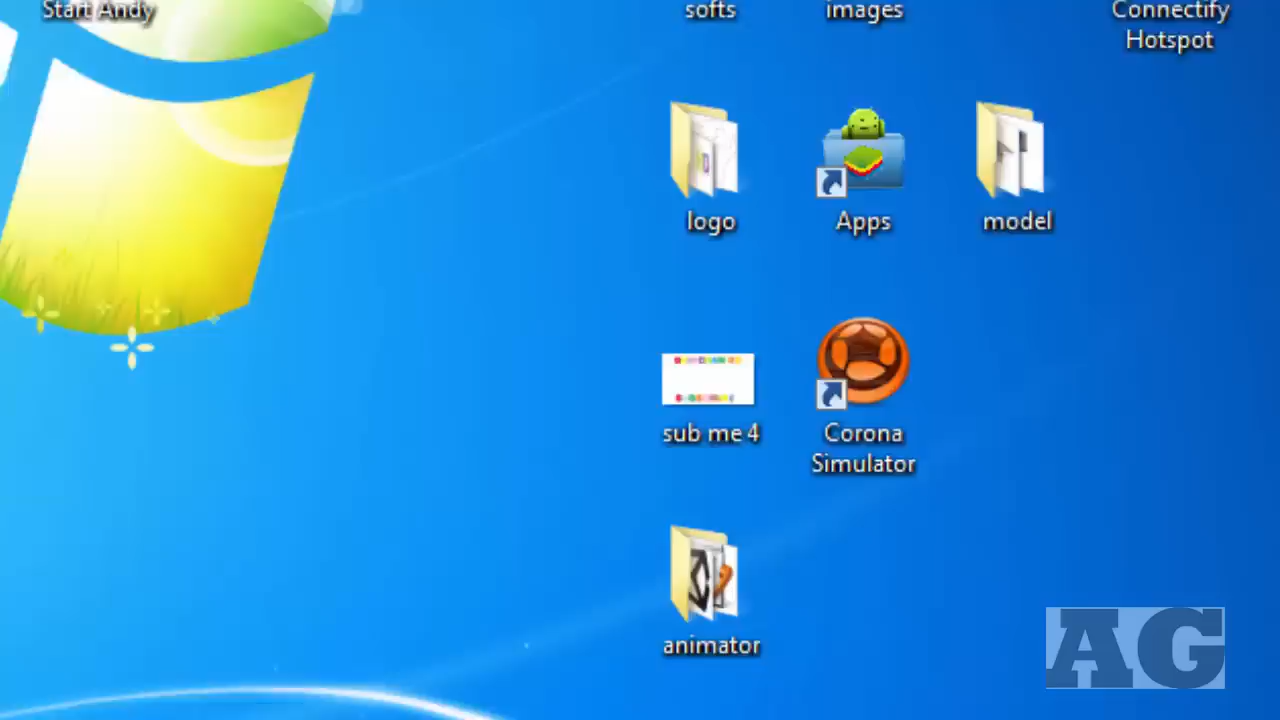 Start Andy
softs
images
Connectify
Hotspot
logo
Apps
model
sub me 4
Corona
Simulator
animator
AG